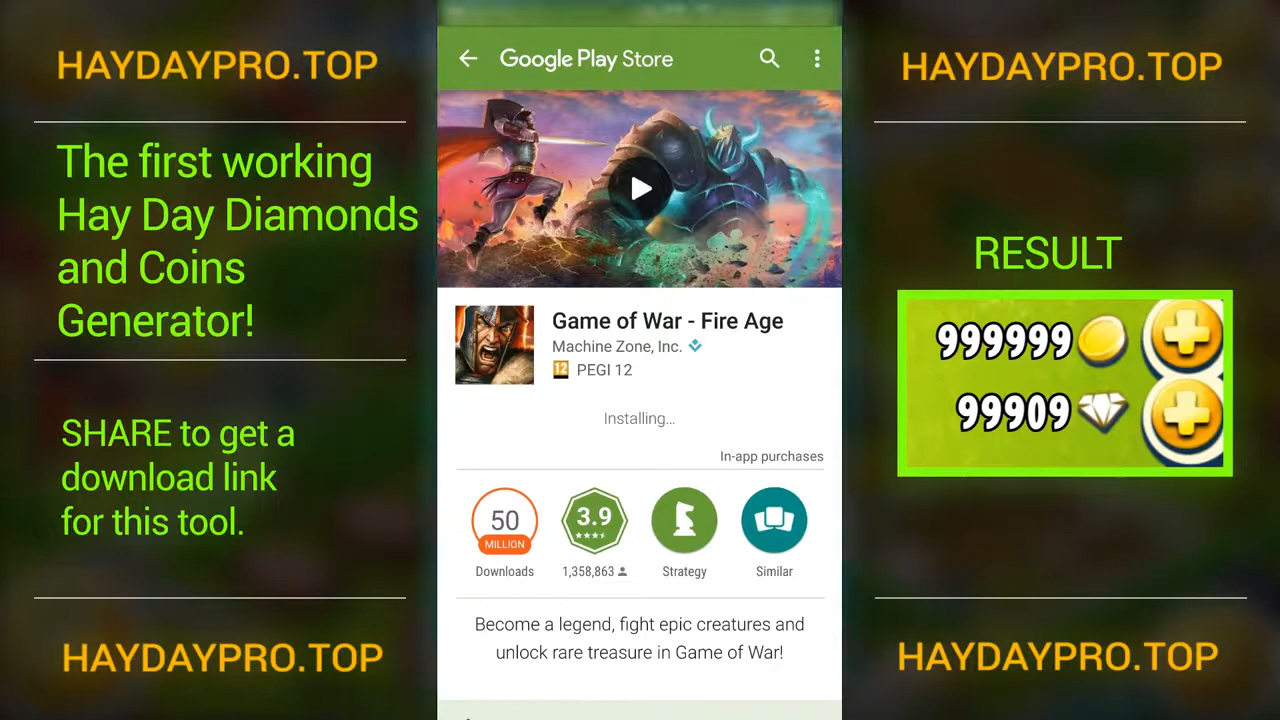 HAYDAYPRO.TOP
The first working
Hay Day Diamonds
and Coins
Generator!
SHARE to get a
download link
for this tool.
HAYDAYPRO.TOP
Google Play Store
Game of War - Fire Age
Machine Zone, Inc.
12 PEGI 12
Installing...
In-app purchases
50
MILLION
Downloads
3.9
1,358,863
Strategy
Similar
Become a legend, fight epic creatures and
unlock rare treasure in Game of War!
HAYDAYPRO.TOP
RESULT
999999
99909
HAYDAYPRO.TOP